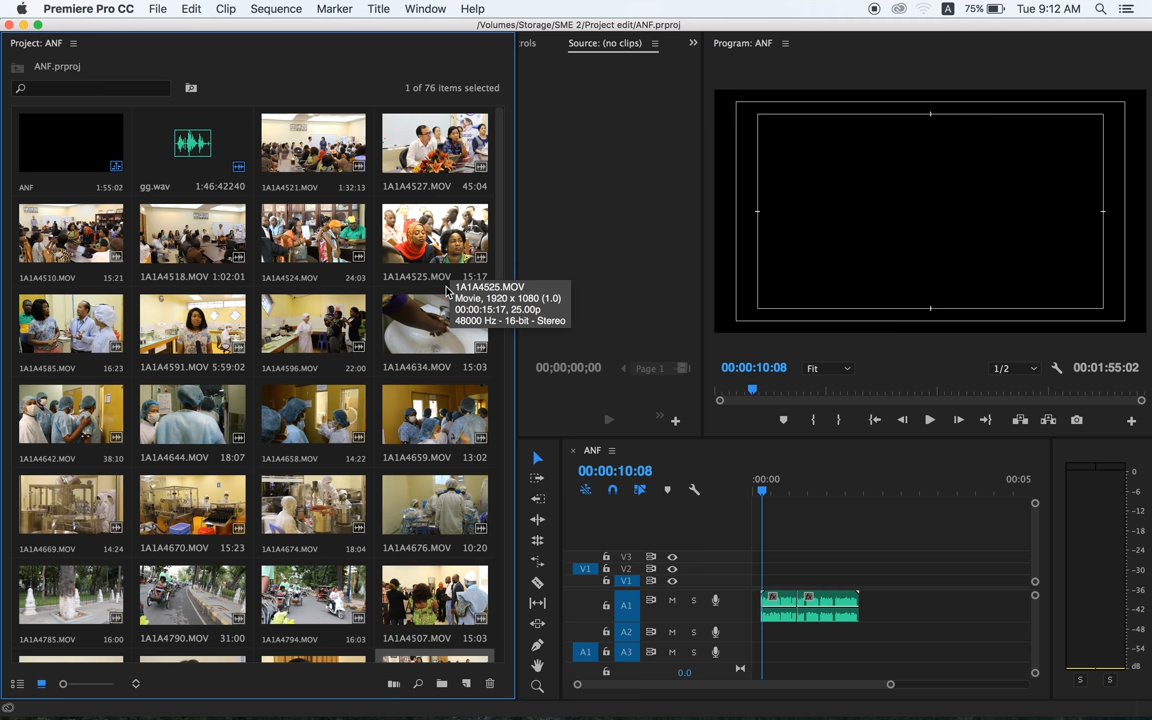 Premiere Pro CC File Edit Clip Sequence Marker Title Window Help A 75% Tue 9:12 AM
/Volumes/Storage/SME 2/Project edit/ANF.prproj
Project: ANF
rols Source: (no clips)
Program: ANF
ANF.prproj
1 of 76 items selected
ANF 1:55:02 gg.wav 1:46:42240 1A1A4521.MOV 1:32:13 1A1A4527.MOV 45:04
1A1A4510.MOV 15:21 1A1A4518.MOV 1:02:01 1A1A4524.MOV 24:03 1A1A4525.MOV 15:17
1A1A4525.MOV
Movie, 1920 x 1080 (1.0)
00:00:15:17, 25.00p
48000 Hz - 16-bit - Stereo
1A1A4585.MOV 16:23 1A1A4591.MOV 5:59:02 1A1A4596.MOV 22:00 1A1A4634.MOV 15:03
1A1A4642.MOV 38:10 1A1A4644.MOV 18:07 1A1A4658.MOV 14:22 1A1A4659.MOV 13:02
1A1A4669.MOV 14:24 1A1A4670.MOV 15:23 1A1A4674.MOV 18:04 1A1A4676.MOV 10:20
1A1A4785.MOV 16:00 1A1A4790.MOV 31:00 1A1A4794.MOV 16:03 1A1A4507.MOV 15:03
00;00;00;00 Page 1
00:00:10:08 Fit 1/2 00:01:55:02
ANF
00:00:10:08
:00:00 00:05
V3
V1 V2
V1
A1 M S
A2 M S
A1 A3 M S
0.0
0
-6
-12
-18
-24
-30
-36
-42
-48
-54
dB
S S